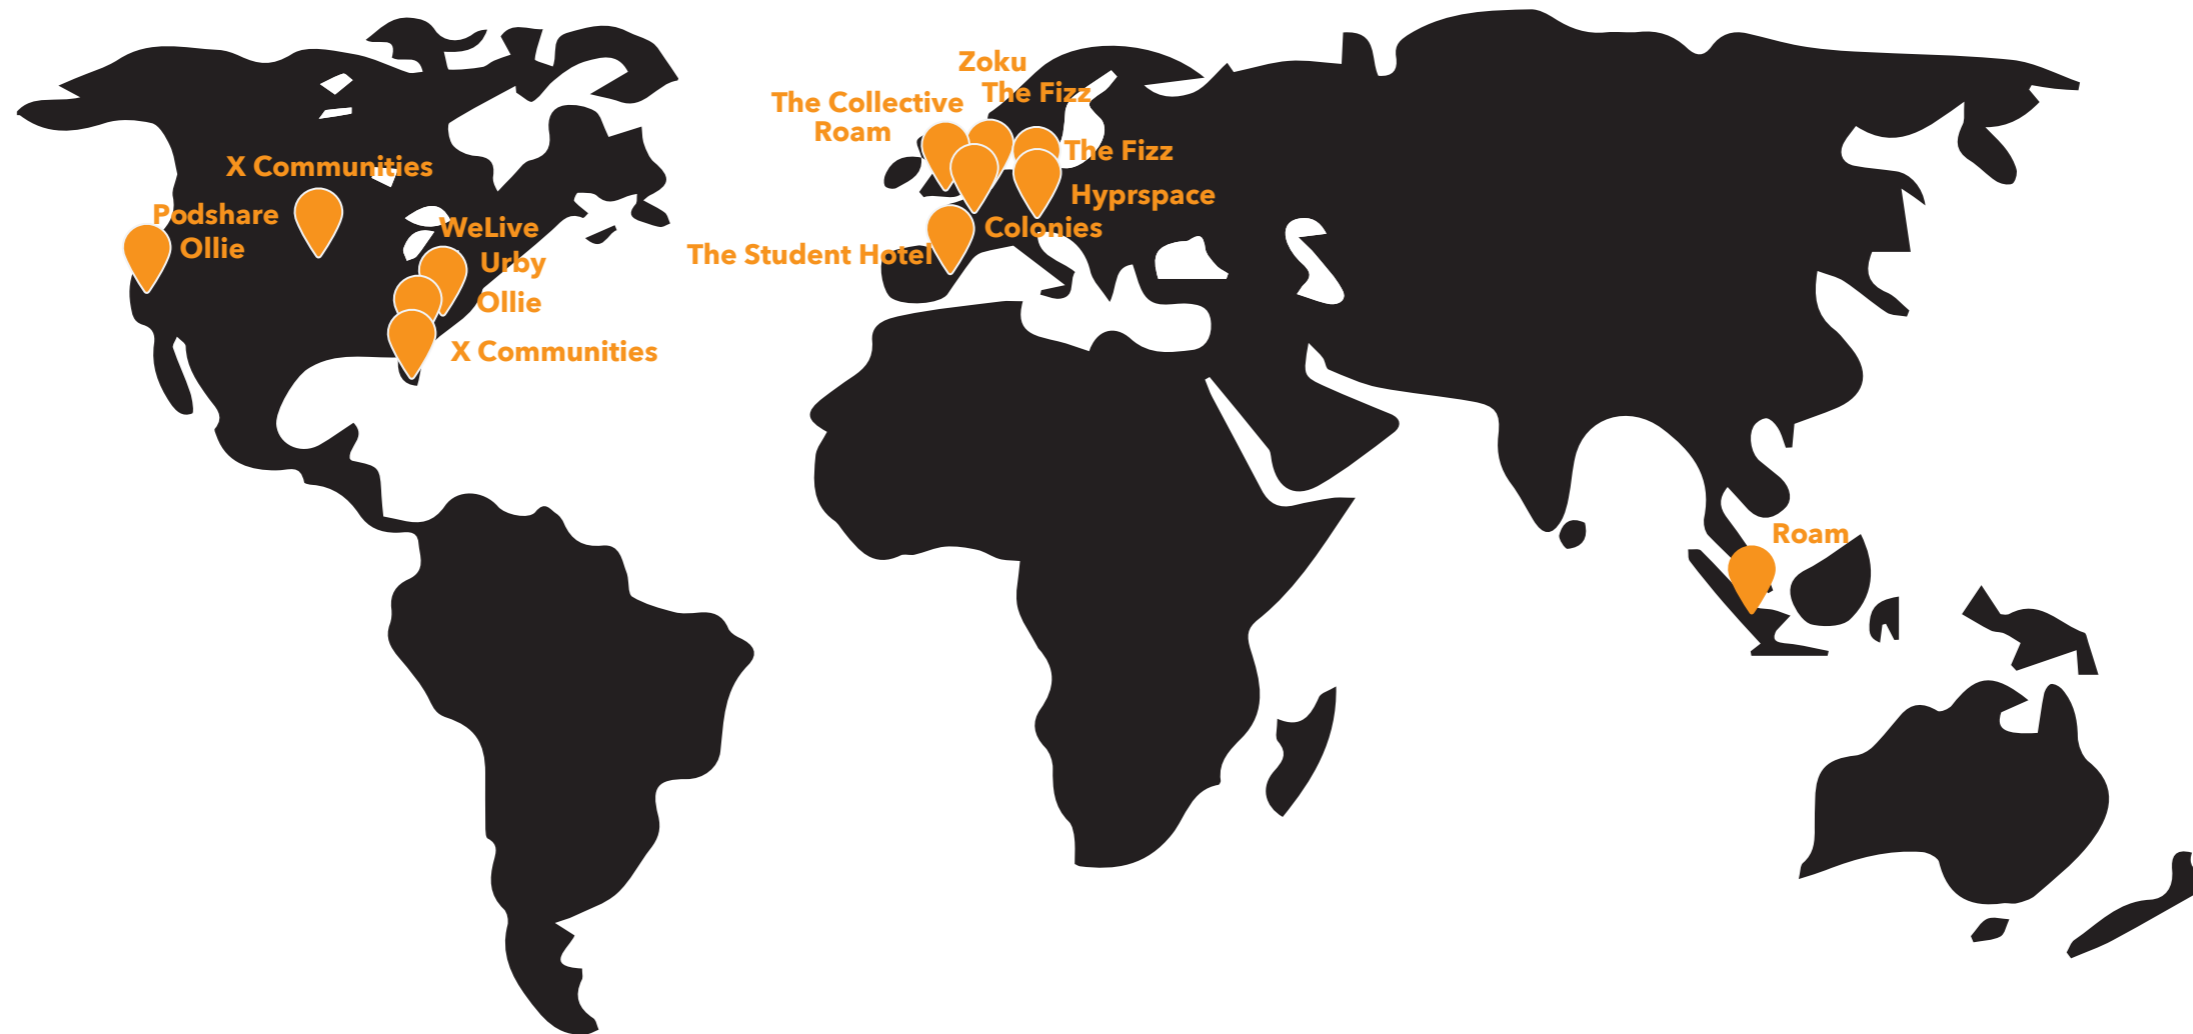 Zoku
The Fizz
The Collective
Roam
The Fizz
X Communities
Hyprspace
Podshare
Ollie
WeLive
Urby
Colonies
The Student Hotel
Ollie
X Communities
Roam